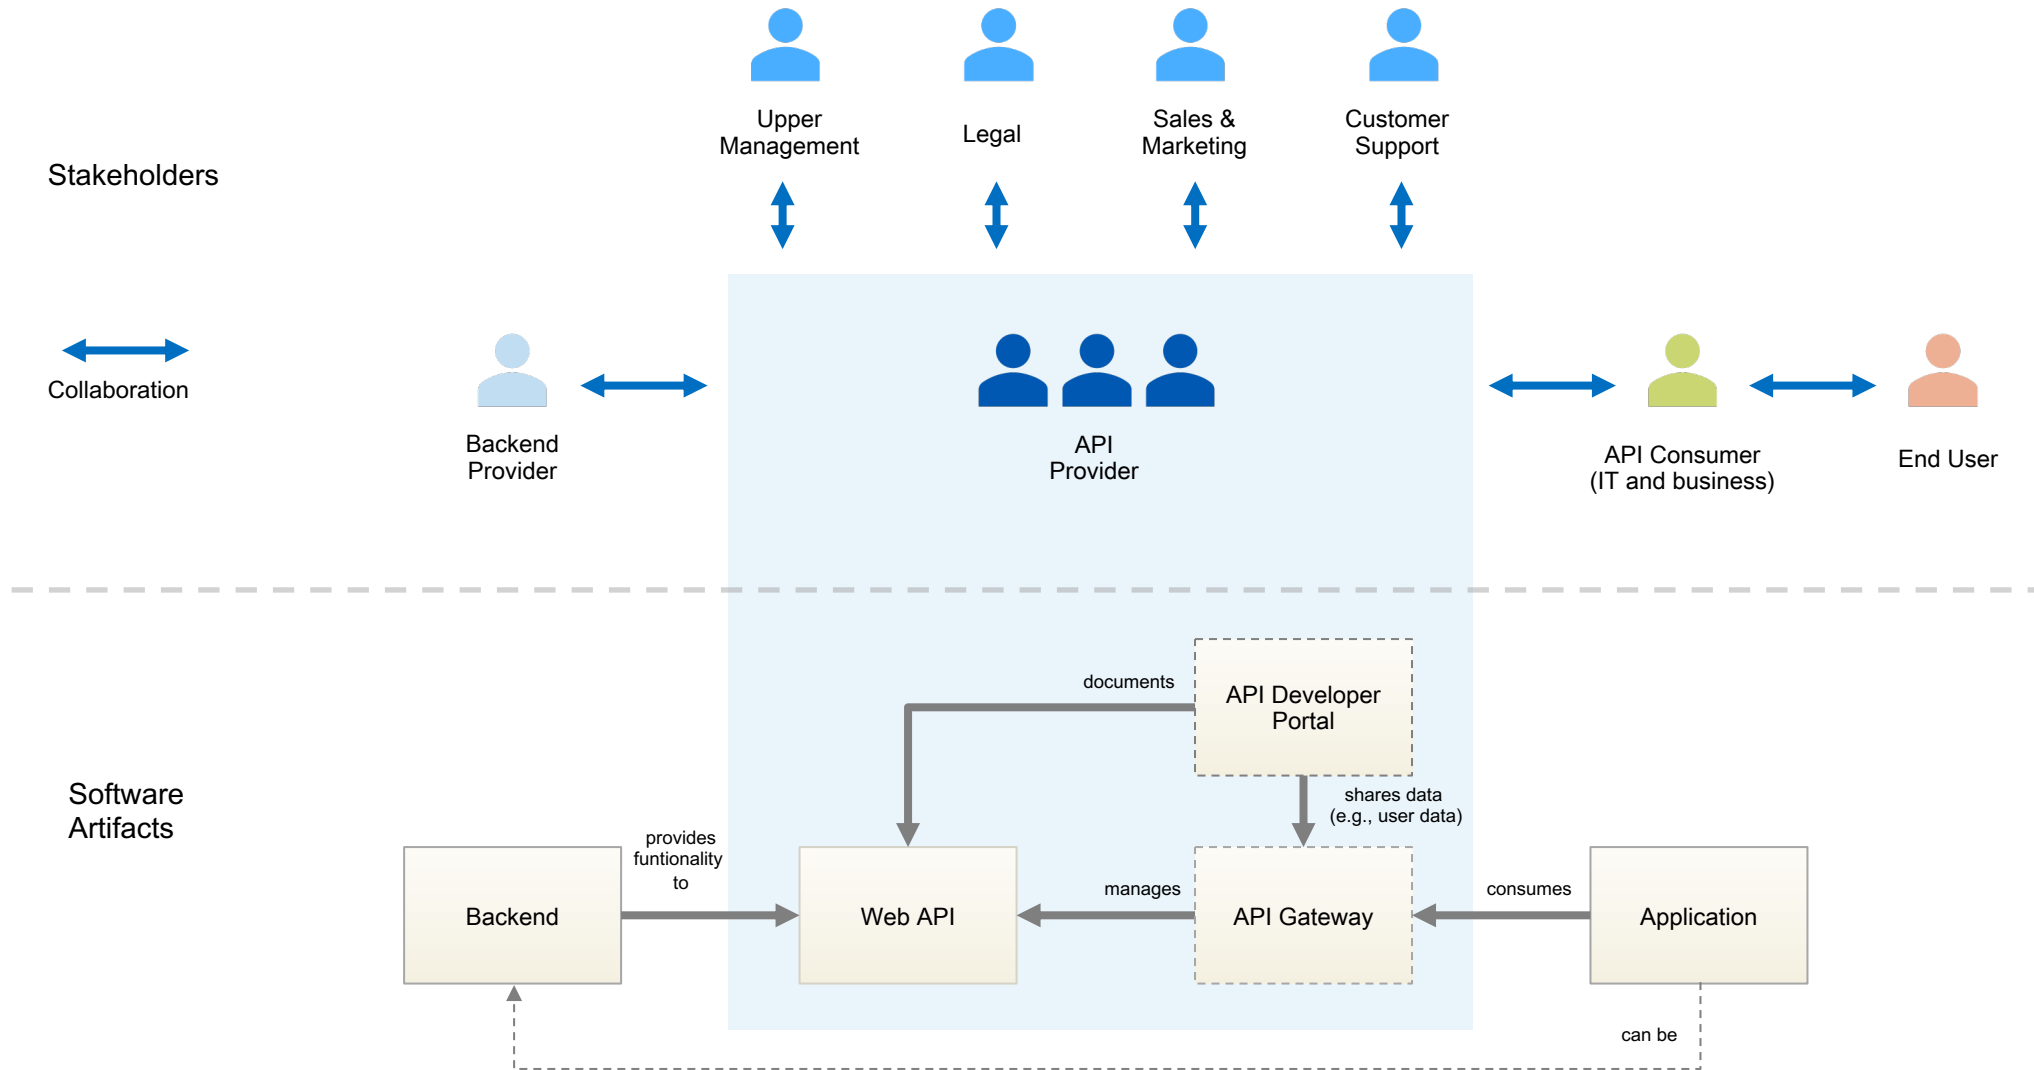 Upper
Management
Legal
Sales &
Marketing
Customer
Support
Stakeholders
Collaboration
Backend
Provider
API
Provider
API Consumer
(IT and business)
End User
documents
API Developer
Portal
shares data
(e.g., user data)
Software
Artifacts
provides
funtionality
to
Backend
Web API
manages
API Gateway
consumes
Application
can be